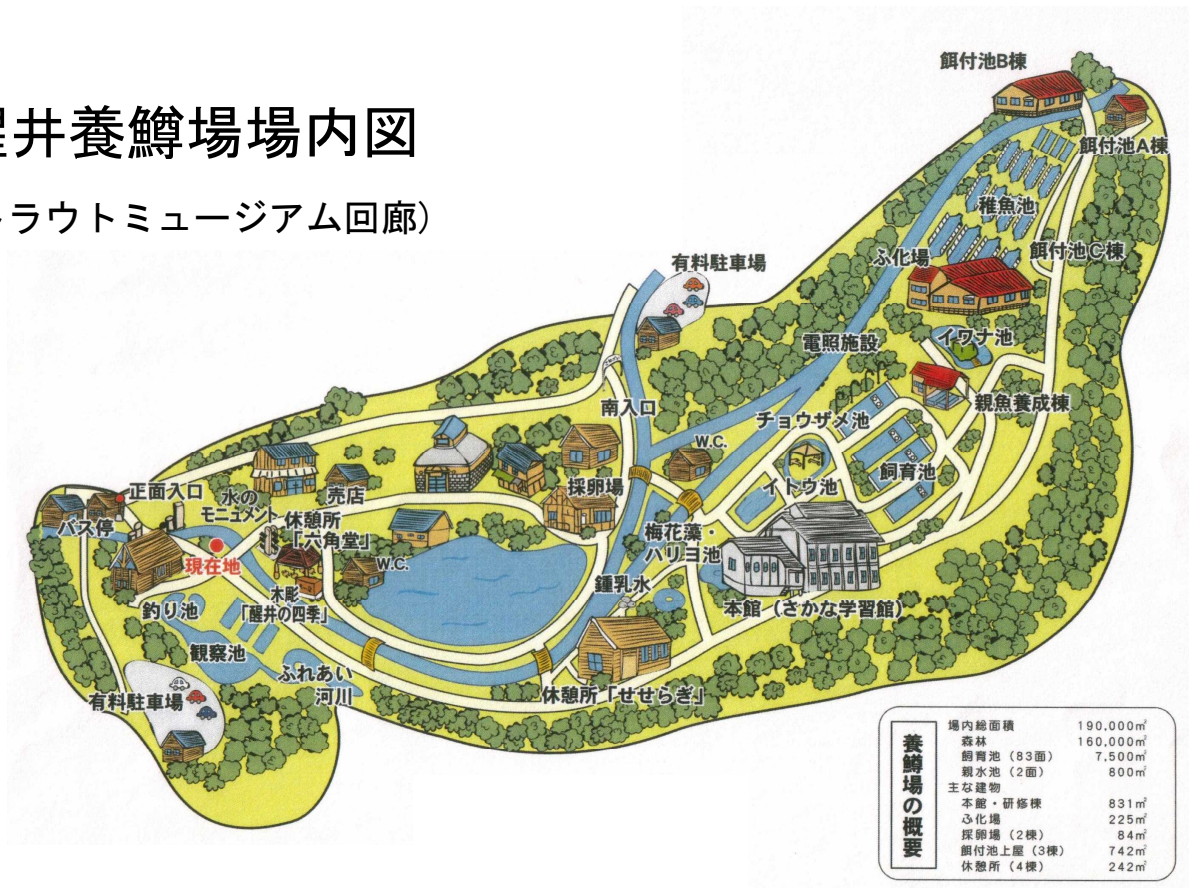 井養鱒場場内図
ラウトミュージアム回廊)
餌付池B棟
餌付池A棟
稚魚池
餌付池C棟
ふ化場
有料駐車場
電照施設
イワナ池
南入口
チョウザメ池
親魚養成棟
W.C.
飼育池
イトウ池
採卵場
正面入口
水の
モニュメント
売店
バス停
休憩所
「六角堂」
現在地
W.C.
梅花藻・
ハリヨ池
鍾乳水
本館(さかな学習館)
釣り池
木彫
「醒井の四季」
観察池
ふれあい
河川
有料駐車場
休憩所「せせらぎ」
養鱒場の概要
場内総面積 190,000㎡
森林 160,000㎡
飼育池(83面) 7,500㎡
親水池(2面) 800㎡
主な建物
本館・研修棟 831㎡
ふ化場 225㎡
採卵場(2棟) 84㎡
餌付池上屋(3棟) 742㎡
休憩所(4棟) 242㎡